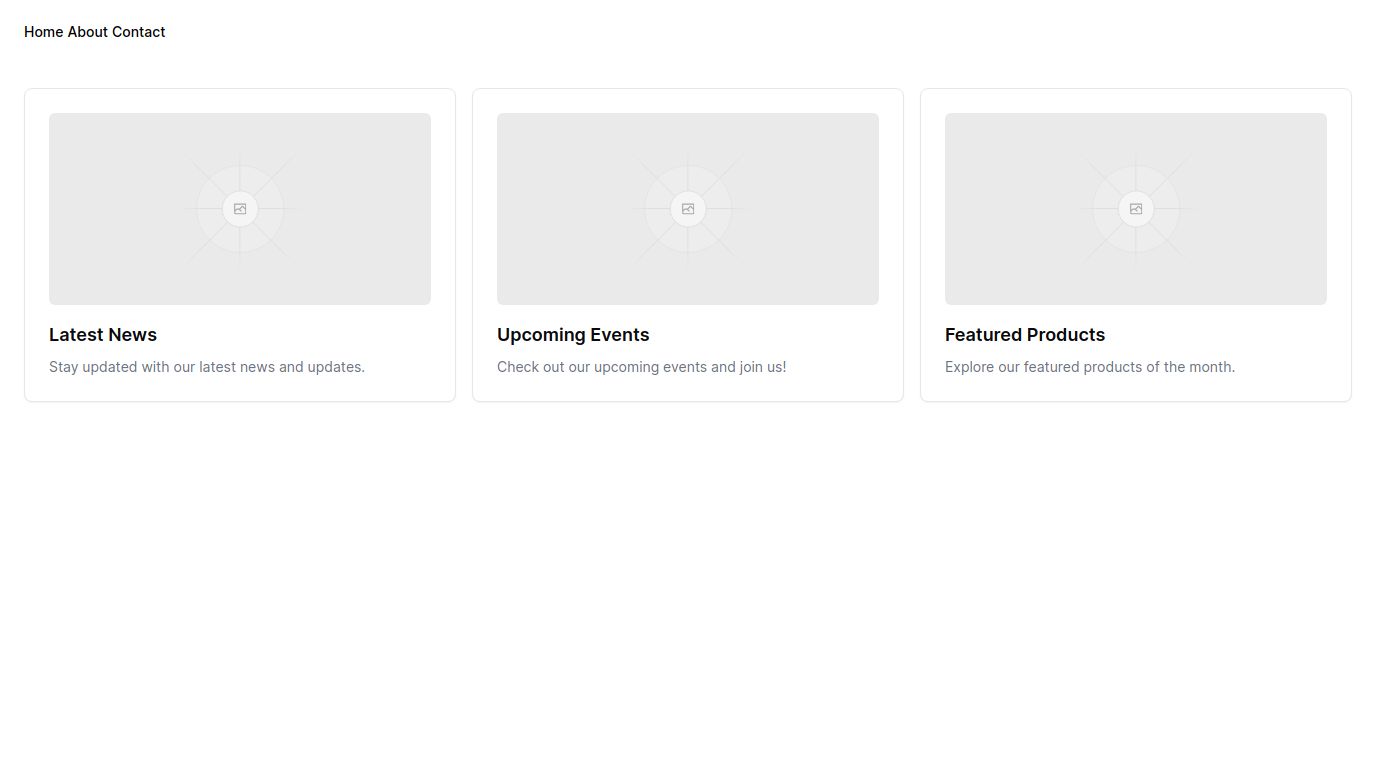 Home About Contact
Latest News
Stay updated with our latest news and updates.
Upcoming Events
Check out our upcoming events and join us!
Featured Products
Explore our featured products of the month.